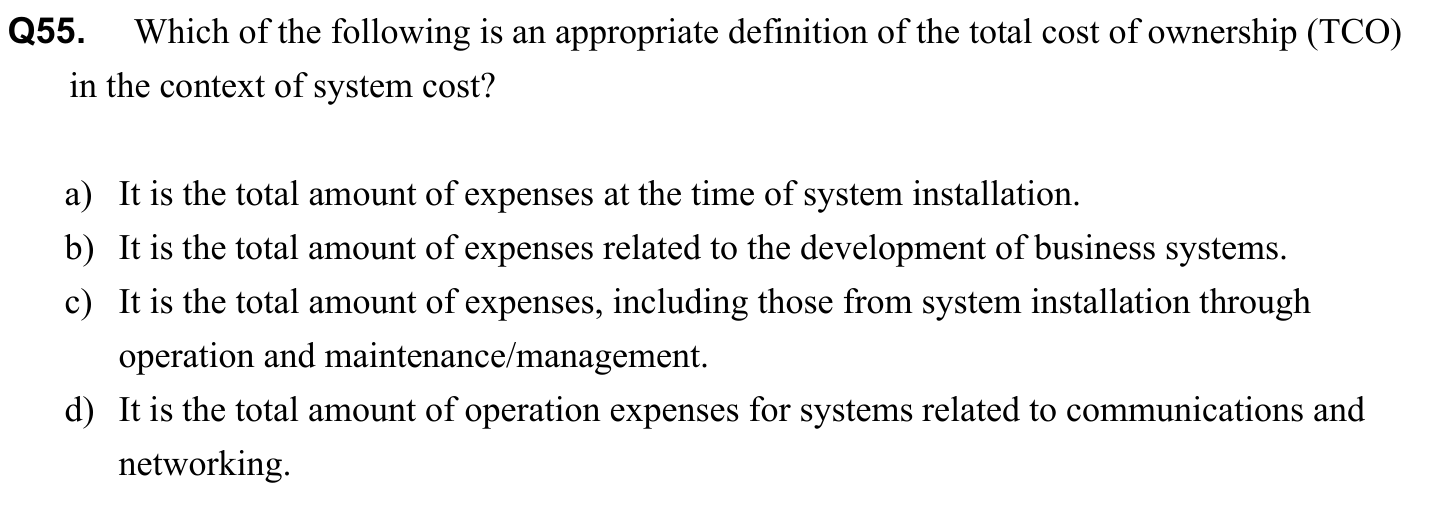 Q55. Which of the following is an appropriate definition of the total cost of ownership (TCO)
in the context of system cost?
a) It is the total amount of expenses at the time of system installation.
b) It is the total amount of expenses related to the development of business systems.
c) It is the total amount of expenses, including those from system installation through
operation and maintenance/management.
d) It is the total amount of operation expenses for systems related to communications and
networking.